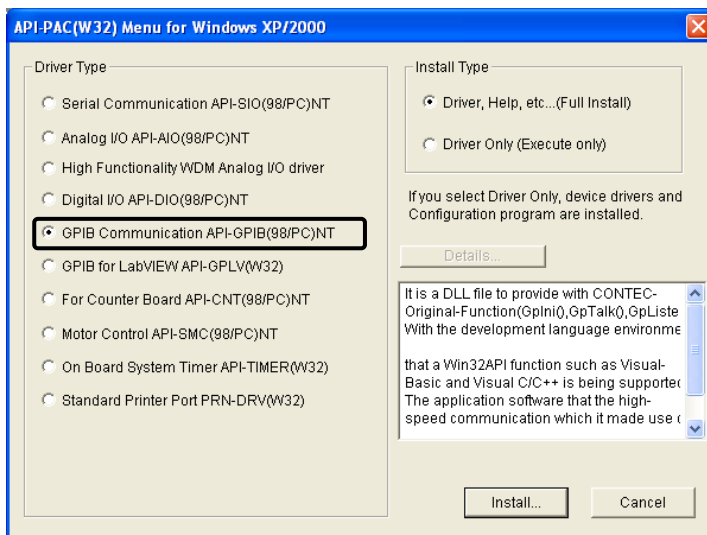 API-PAC(W32) Menu for Windows XP/2000
Driver Type
Serial Communication API-SIO(98/PC)NT
Analog I/O API-AIO(98/PC)NT
High Functionality WDM Analog I/O driver
Digital I/O API-DIO(98/PC)NT
GPIB Communication API-GPIB(98/PC)NT
GPIB for LabVIEW API-GPLV(W32)
For Counter Board API-CNT(98/PC)NT
Motor Control API-SMC(98/PC)NT
On Board System Timer API-TIMER(W32)
Standard Printer Port PRN-DRV(W32)
Install Type
Driver, Help, etc...(Full Install)
Driver Only (Execute only)
If you select Driver Only, device drivers and
Configuration program are installed.
Details...
It is a DLL file to provide with CONTEC-
Original-Function(GpIni(),GpTalk(),GpListe
With the development language environme
that a Win32API function such as Visual-
Basic and Visual C/C++ is being supported
The application software that the high-
speed communication which it made use o
Install...
Cancel